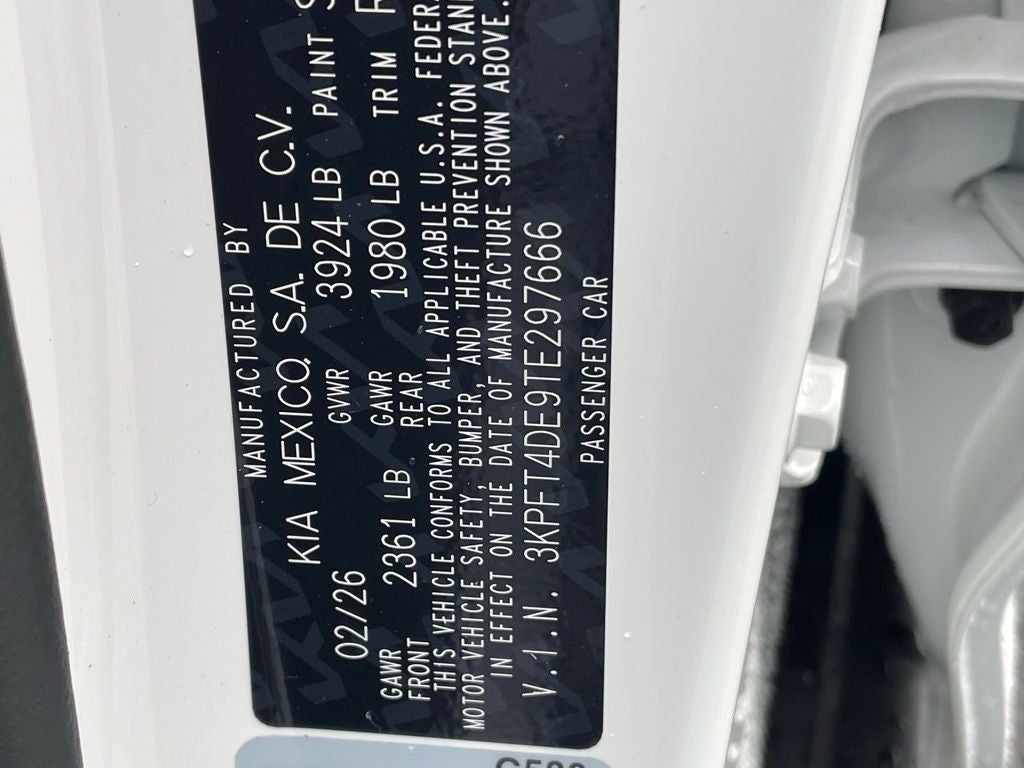 MANUFACTURED BY
KIA MEXICO, S.A. DE C.V.
02/26 GVWR 3924 LB PAINT
GAWR FRONT 2361 LB GAWR REAR 1980 LB TRIM
THIS VEHICLE CONFORMS TO ALL APPLICABLE U.S.A. FEDER
MOTOR VEHICLE SAFETY, BUMPER, AND THEFT PREVENTION STAN
IN EFFECT ON THE DATE OF MANUFACTURE SHOWN ABOVE.
V.I.N. 3KPFT4DE9TE297666
PASSENGER CAR